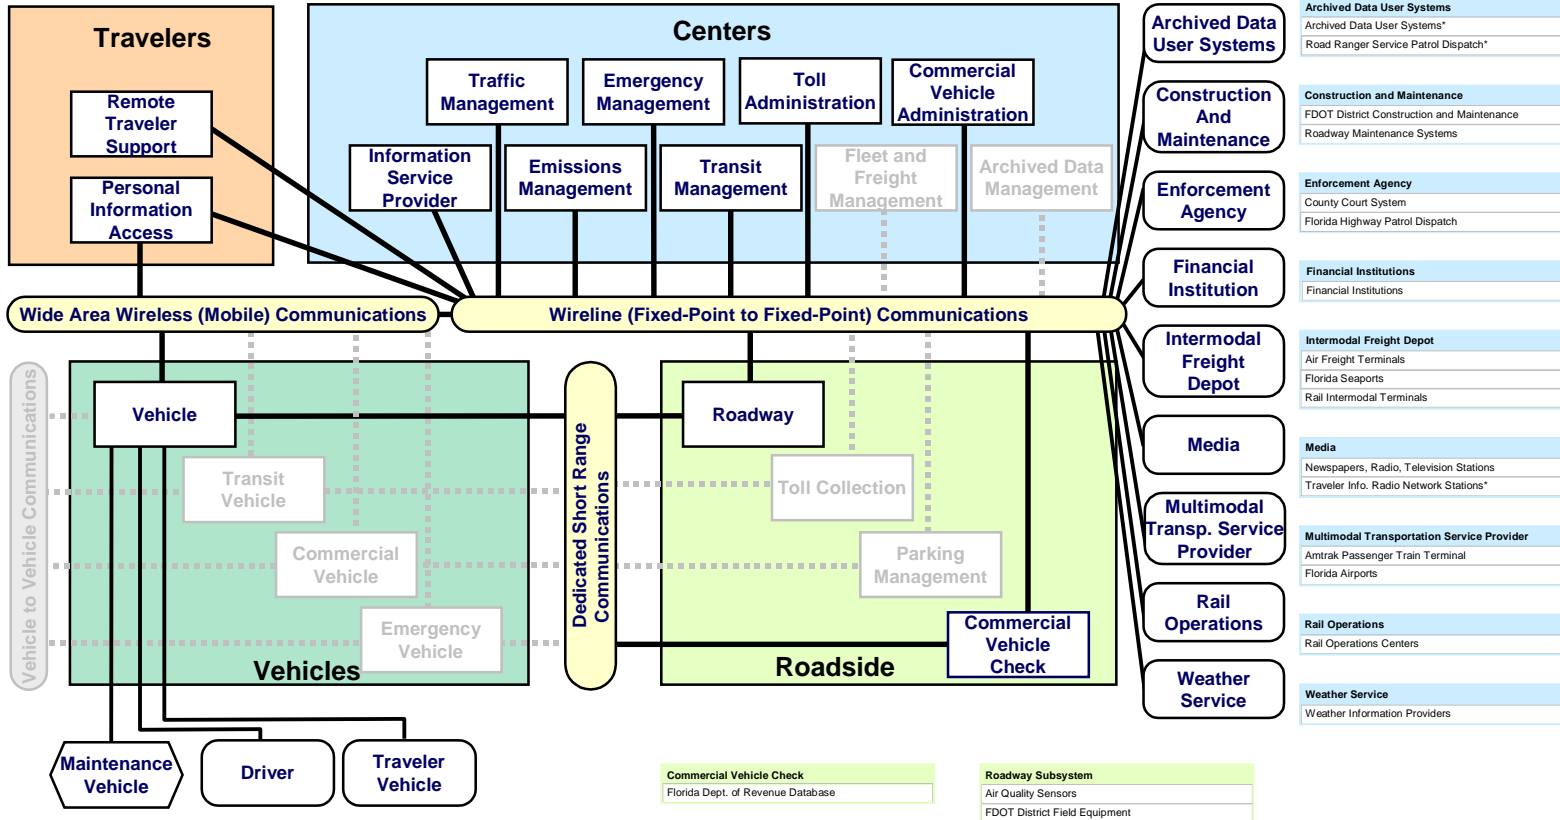 Travelers
Remote
Traveler
Support
Personal
Information
Access
Centers
Traffic
Management
Emergency
Management
Toll
Administration
Commercial
Vehicle
Administration
Information
Service
Provider
Emissions
Management
Transit
Management
Fleet and
Freight
Management
Archived Data
Management
Wide Area Wireless (Mobile) Communications
Wireline (Fixed-Point to Fixed-Point) Communications
Vehicle to Vehicle Communications
Vehicle
Transit
Vehicle
Commercial
Vehicle
Emergency
Vehicle
Vehicles
Dedicated Short Range
Communications
Roadway
Toll Collection
Parking
Management
Commercial
Vehicle
Check
Roadside
Maintenance
Vehicle
Driver
Traveler
Vehicle
Archived Data
User Systems
Construction
And
Maintenance
Enforcement
Agency
Financial
Institution
Intermodal
Freight
Depot
Media
Multimodal
Transp. Service
Provider
Rail
Operations
Weather
Service
Archived Data User Systems
Archived Data User Systems*
Road Ranger Service Patrol Dispatch*
Construction and Maintenance
FDOT District Construction and Maintenance
Roadway Maintenance Systems
Enforcement Agency
County Court System
Florida Highway Patrol Dispatch
Financial Institutions
Financial Institutions
Intermodal Freight Depot
Air Freight Terminals
Florida Seaports
Rail Intermodal Terminals
Media
Newspapers, Radio, Television Stations
Traveler Info. Radio Network Stations*
Multimodal Transportation Service Provider
Amtrak Passenger Train Terminal
Florida Airports
Rail Operations
Rail Operations Centers
Weather Service
Weather Information Providers
Commercial Vehicle Check
Florida Dept. of Revenue Database
Roadway Subsystem
Air Quality Sensors
FDOT District Field Equipment